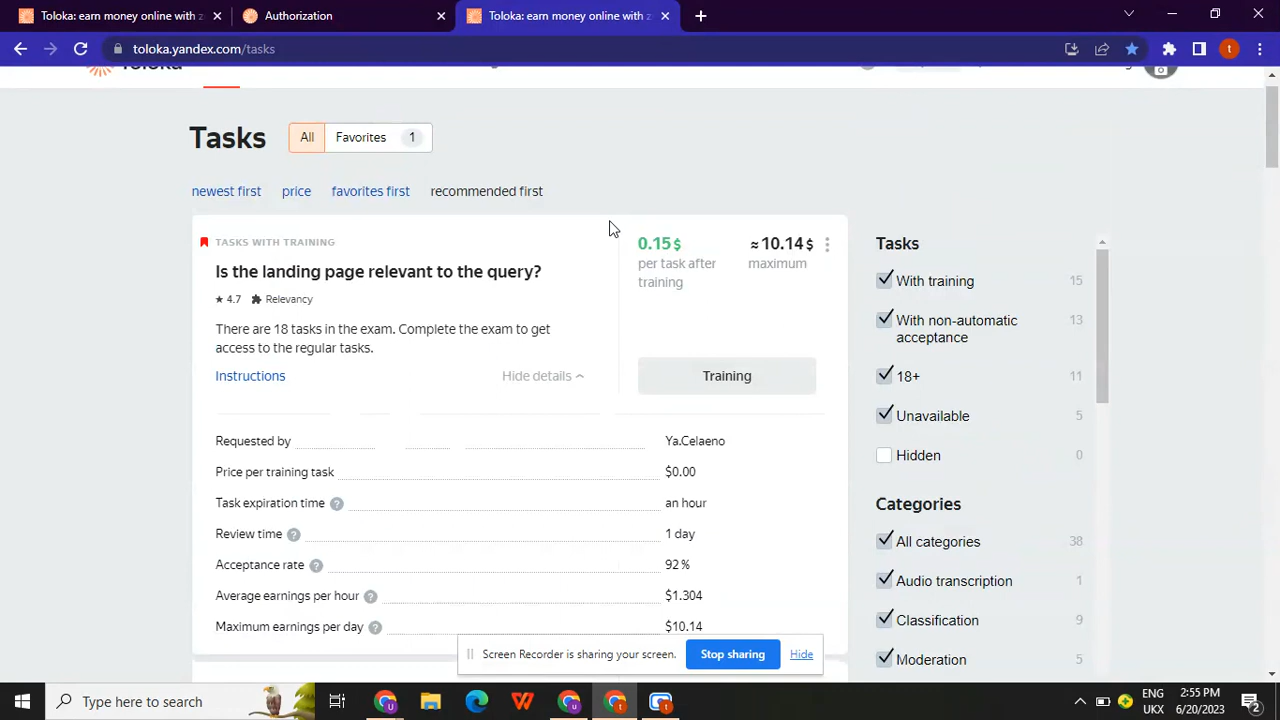 Toloka: earn money online with z
Authorization
Toloka: earn money online with z
toloka.yandex.com/tasks
Toloka
Tasks
All
Favorites 1
newest first price favorites first recommended first
TASKS WITH TRAINING
Is the landing page relevant to the query?
4.7 Relevancy
There are 18 tasks in the exam. Complete the exam to get
access to the regular tasks.
Instructions
Hide details
0.15 $
per task after
training
≈ 10.14 $
maximum
Training
Requested by Ya.Celaeno
Price per training task $0.00
Task expiration time ? an hour
Review time ? 1 day
Acceptance rate ? 92 %
Average earnings per hour ? $1.304
Maximum earnings per day ? $10.14
Tasks
With training 15
With non-automatic 13
acceptance
18+ 11
Unavailable 5
Hidden 0
Categories
All categories 38
Audio transcription 1
Classification 9
Moderation 5
Screen Recorder is sharing your screen. Stop sharing Hide
Type here to search
ENG
UKX
2:55 PM
6/20/2023
2